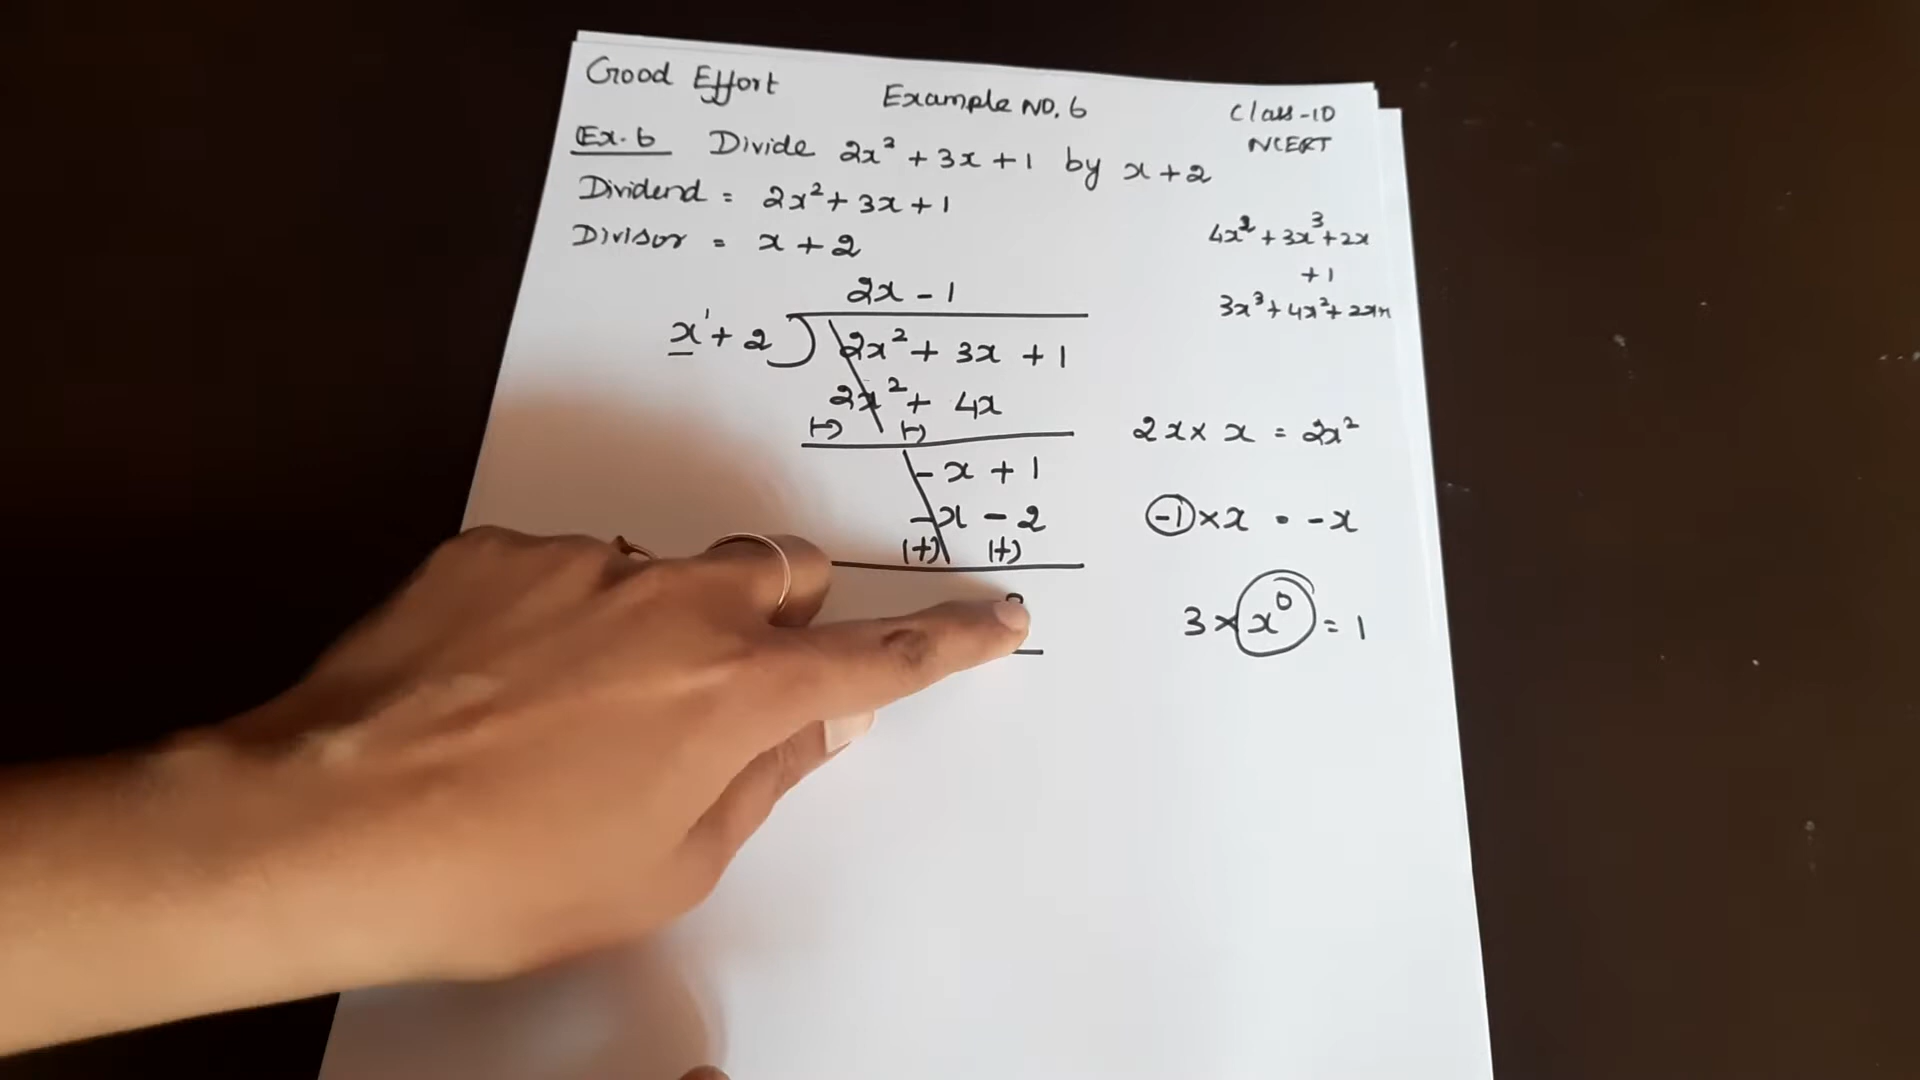 Good Effort
Example NO. 6
Class-10
NCERT
Ex. 6 Divide 2x² + 3x + 1 by x + 2
Dividend = 2x² + 3x + 1
Divisor = x + 2
4x² + 3x³ + 2x
+ 1
3x³ + 4x² + 2x+1
2x - 1
x¹ + 2 ) 2x² + 3x + 1
2x² + 4x
(-) (-)
2x × x = 2x²
- x + 1
- x - 2
(+) (+)
-1 × x = -x
3 × x⁰ = 1